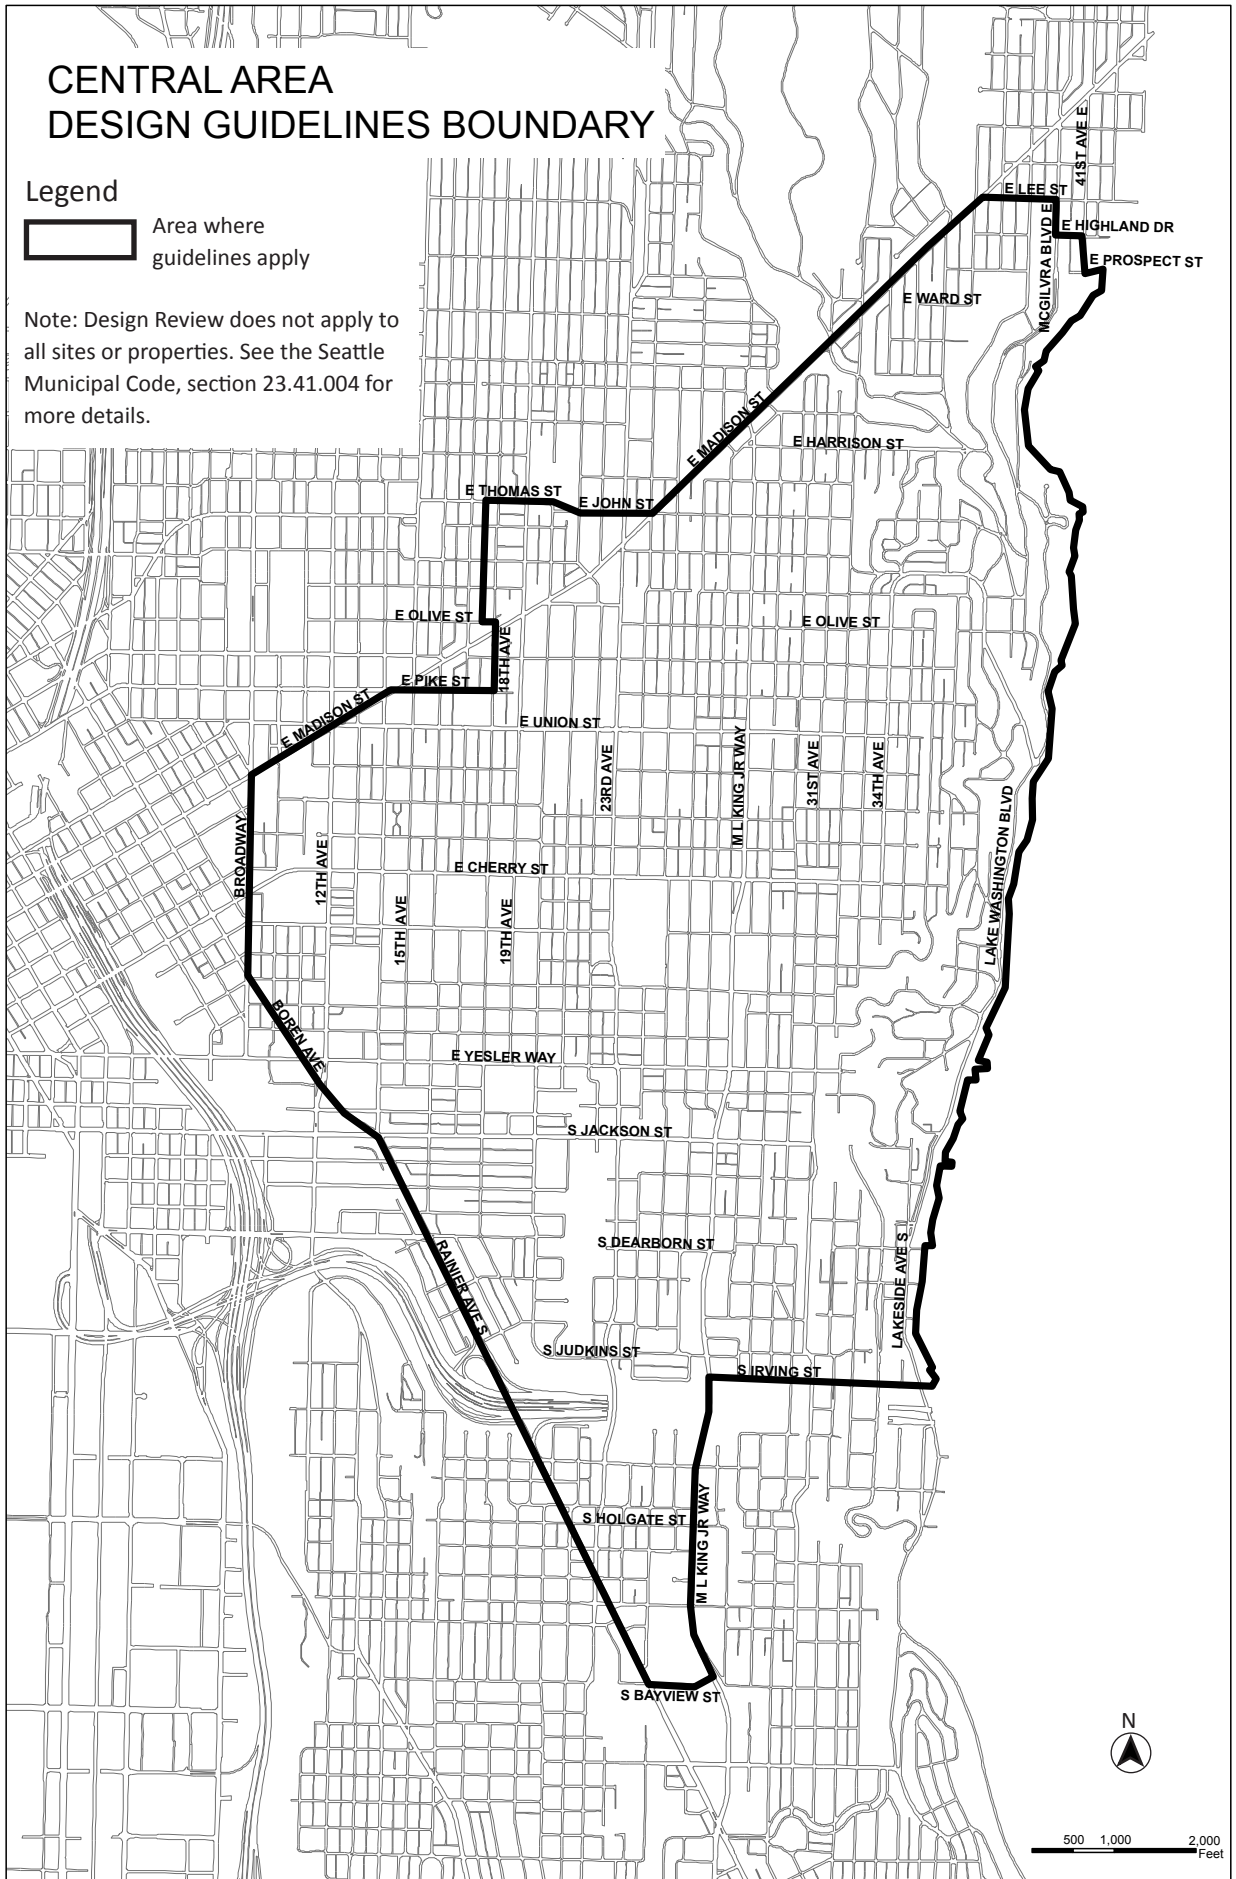 CENTRAL AREA
DESIGN GUIDELINES BOUNDARY
Legend
Area where
guidelines apply
Note: Design Review does not apply to
all sites or properties. See the Seattle
Municipal Code, section 23.41.004 for
more details.
41ST AVE E
E LEE ST
MCGILVRA BLVD E
E HIGHLAND DR
E PROSPECT ST
E WARD ST
E MADISON ST
E HARRISON ST
E THOMAS ST
E JOHN ST
E OLIVE ST
E OLIVE ST
18TH AVE
E PIKE ST
E MADISON ST
E UNION ST
23RD AVE
M L KING JR WAY
31ST AVE
34TH AVE
LAKE WASHINGTON BLVD
BROADWAY
12TH AVE
E CHERRY ST
15TH AVE
19TH AVE
BOREN AVE
E YESLER WAY
S JACKSON ST
RAINIER AVE S
S DEARBORN ST
LAKESIDE AVE S
S JUDKINS ST
S IRVING ST
S HOLGATE ST
M L KING JR WAY
S BAYVIEW ST
N
500 1,000 2,000
Feet